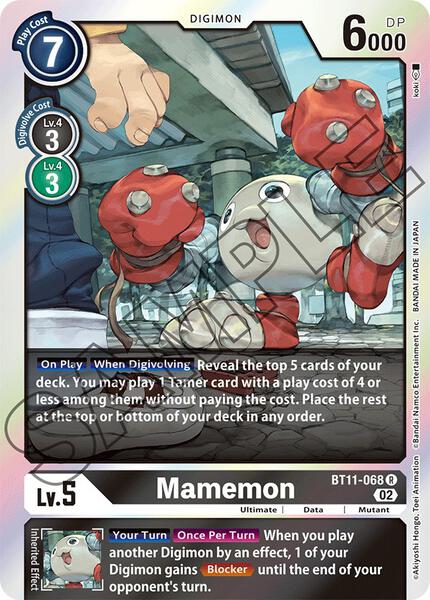 DIGIMON
Play Cost
7
6000
DP
Digivolve Cost
Lv.4
3
Lv.4
3
koki
SAMPLE
On Play When Digivolving Reveal the top 5 cards of your
deck. You may play 1 Tamer card with a play cost of 4 or
less among them without paying the cost. Place the rest
at the top or bottom of your deck in any order.
Lv.5
Mamemon
BT11-068 R
02
Ultimate | Data | Mutant
Inherited Effect
Your Turn Once Per Turn When you play
another Digimon by an effect, 1 of your
Digimon gains Blocker until the end of your
opponent's turn.
©Akiyoshi Hongo, Toei Animation ©Bandai Namco Entertainment Inc. BANDAI MADE IN JAPAN